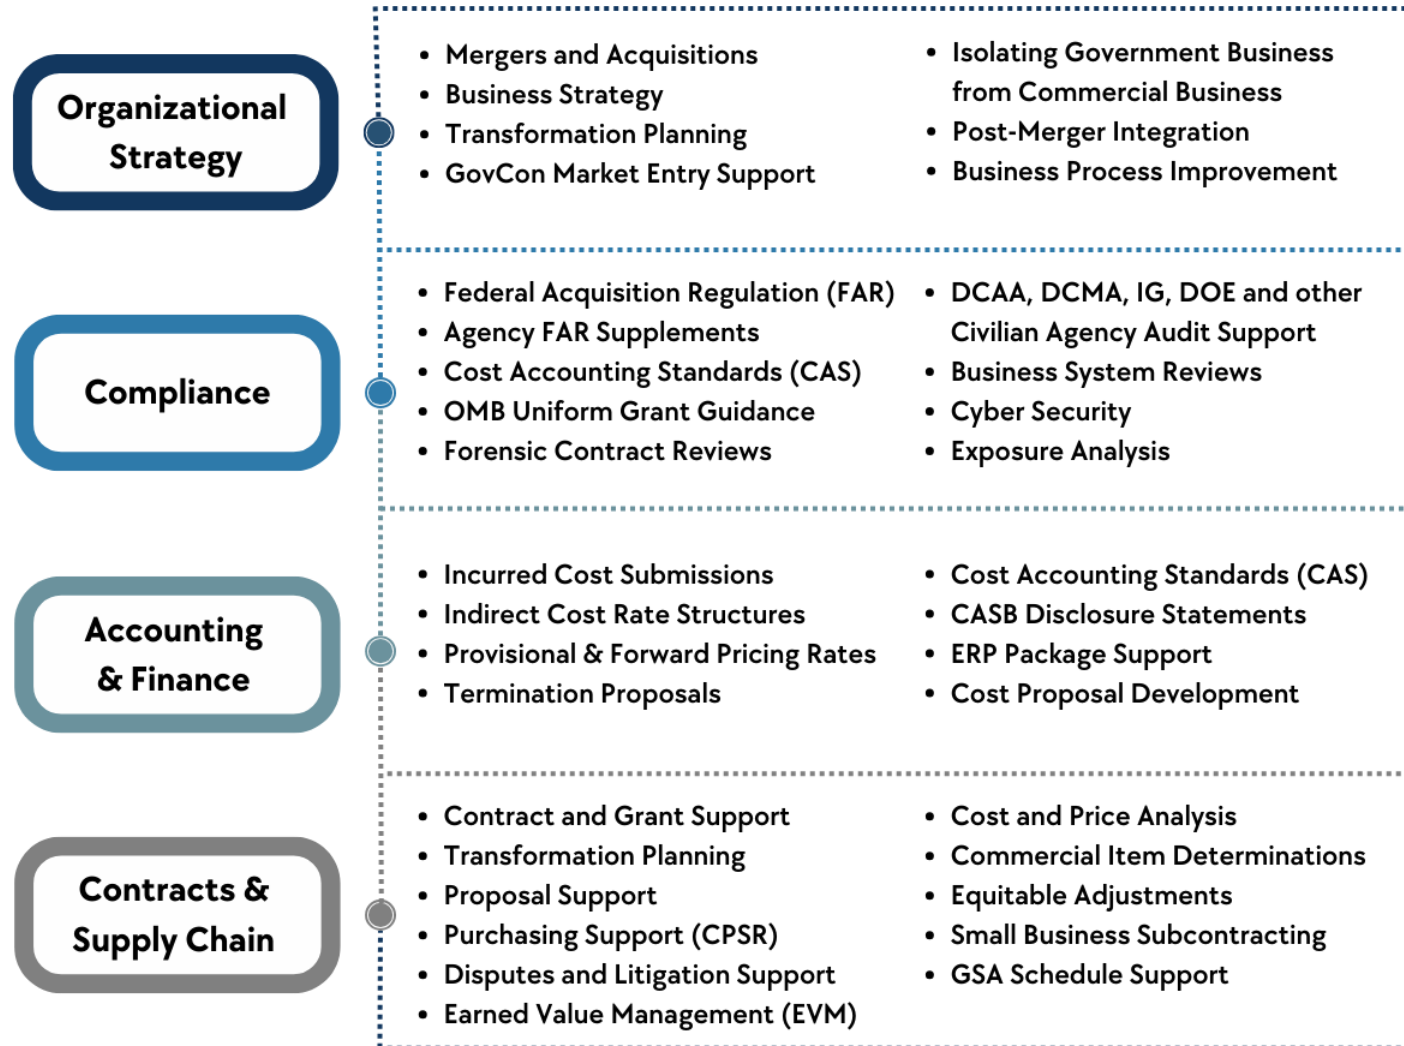 Organizational
Strategy
• Mergers and Acquisitions
• Business Strategy
• Transformation Planning
• GovCon Market Entry Support
• Isolating Government Business
from Commercial Business
• Post-Merger Integration
• Business Process Improvement
Compliance
• Federal Acquisition Regulation (FAR)
• Agency FAR Supplements
• Cost Accounting Standards (CAS)
• OMB Uniform Grant Guidance
• Forensic Contract Reviews
• DCAA, DCMA, IG, DOE and other
Civilian Agency Audit Support
• Business System Reviews
• Cyber Security
• Exposure Analysis
Accounting
& Finance
• Incurred Cost Submissions
• Indirect Cost Rate Structures
• Provisional & Forward Pricing Rates
• Termination Proposals
• Cost Accounting Standards (CAS)
• CASB Disclosure Statements
• ERP Package Support
• Cost Proposal Development
Contracts &
Supply Chain
• Contract and Grant Support
• Transformation Planning
• Proposal Support
• Purchasing Support (CPSR)
• Disputes and Litigation Support
• Earned Value Management (EVM)
• Cost and Price Analysis
• Commercial Item Determinations
• Equitable Adjustments
• Small Business Subcontracting
• GSA Schedule Support